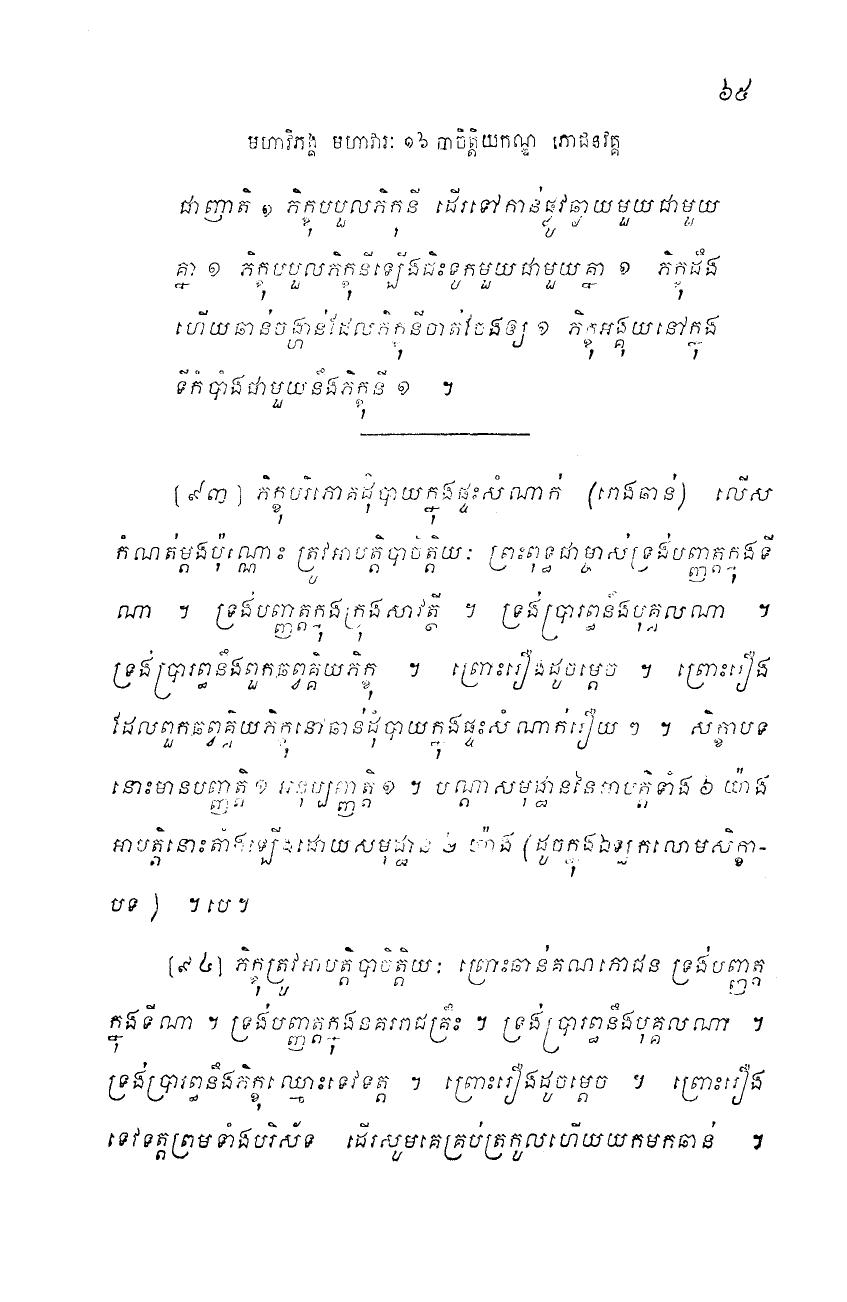 ៦៥
មហាវិភង្គ មហាវារៈ ១៦ បាចិត្តិយកណ្ឌ ភោជនវគ្គ
ជាញាតិ ១ ភិក្ខុបបួលភិក្ខុនី ដើរទៅកាន់ផ្លូវឆ្ងាយមួយជាមួយ
គ្នា ១ ភិក្ខុបបួលភិក្ខុនីឡើងជិះទូកមួយជាមួយគ្នា ១ ភិក្ខុដឹង
ហើយឆាន់ចង្ហាន់ដែលភិក្ខុនីចាត់ចែងឲ្យ ១ ភិក្ខុអង្គុយនៅក្នុង
ទីកំបាំងជាមួយនឹងភិក្ខុនី ១ ។
(៩៣) ភិក្ខុបរិភោគដុំបាយក្នុងផ្ទះសំណាក់ (រោងឆាន់) លើស
កំណត់ម្តងប៉ុណ្ណោះ ត្រូវអាបត្តិបាចិត្តិយៈ ព្រះពុទ្ធជាម្ចាស់ទ្រង់បញ្ញត្តក្នុងទី
ណា ។ ទ្រង់បញ្ញត្តក្នុងក្រុងសាវត្ថី ។ ទ្រង់ប្រារព្ធនឹងបុគ្គលណា ។
ទ្រង់ប្រារព្ធនឹងពួកឆព្វគ្គិយភិក្ខុ ។ ព្រោះរឿងដូចម្តេច ។ ព្រោះរឿង
ដែលពួកឆព្វគ្គិយភិក្ខុនៅឆាន់ដុំបាយក្នុងផ្ទះសំណាក់រឿយ ៗ ។ សិក្ខាបទ
នោះមានបញ្ញត្តិ ១ អនុប្បញ្ញត្តិ ១ ។ បណ្តាសមុដ្ឋាននៃអាបត្តិទាំង ៦ យ៉ាង
អាបត្តិនោះតាំងឡើងដោយសមុដ្ឋាន ២ យ៉ាង (ដូចក្នុងឯឡកលោមសិក្ខា-
បទ) ។បេ។
(៩៤) ភិក្ខុត្រូវអាបត្តិបាចិត្តិយៈ ព្រោះឆាន់គណភោជន ទ្រង់បញ្ញត្ត
ក្នុងទីណា ។ ទ្រង់បញ្ញត្តក្នុងនគររាជគ្រឹះ ។ ទ្រង់ប្រារព្ធនឹងបុគ្គលណា ។
ទ្រង់ប្រារព្ធនឹងភិក្ខុឈ្មោះទេវទត្ត ។ ព្រោះរឿងដូចម្តេច ។ ព្រោះរឿង
ទេវទត្តព្រមទាំងបរិស័ទ ដើរសូមគេគ្រប់ត្រកូលហើយយកមកឆាន់ ។